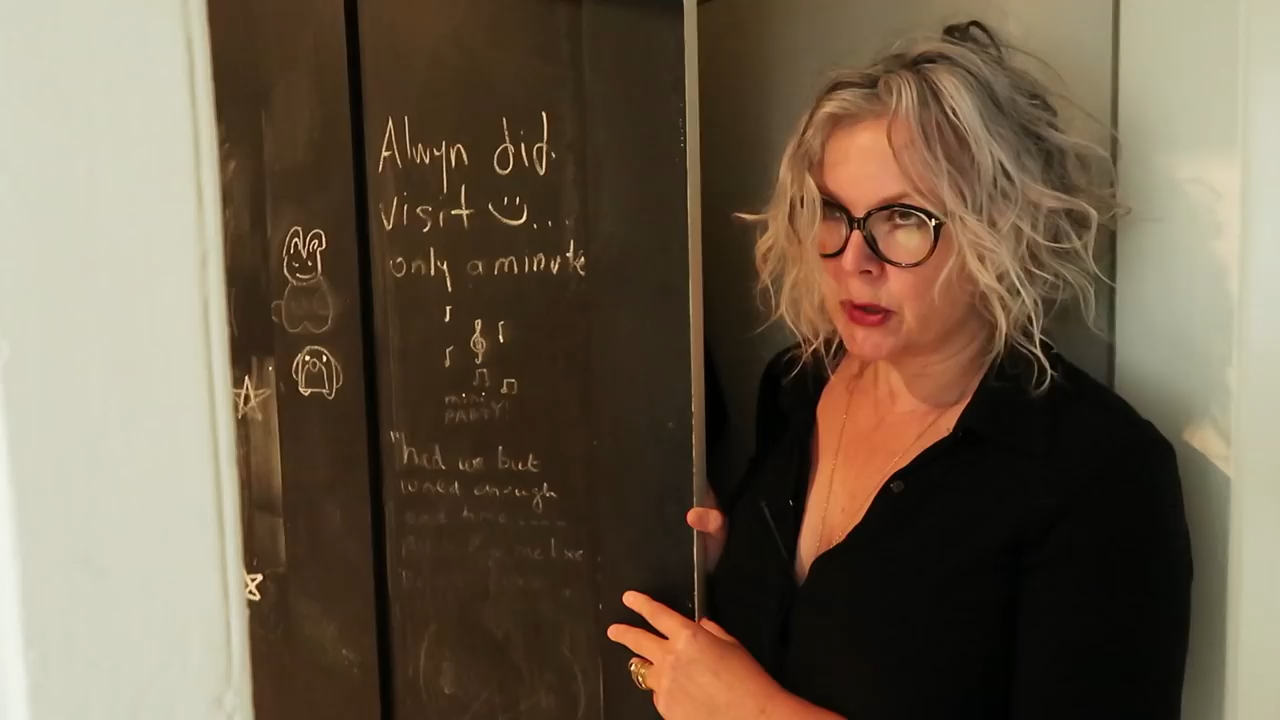 Alwyn did
visit :)...
only a minute
mini
PARTY!
"had we but
world enough
and time ----